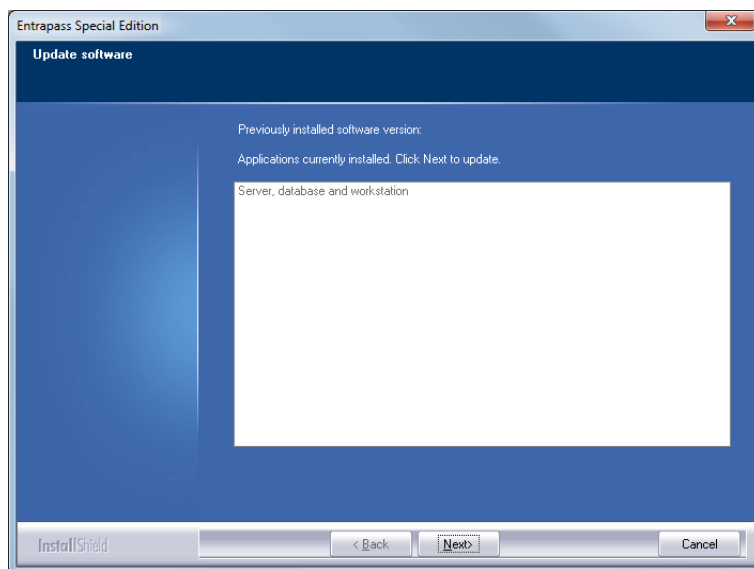 Entrapass Special Edition
Update software
Previously installed software version:
Applications currently installed. Click Next to update.
Server, database and workstation
InstallShield
< Back
Next>
Cancel